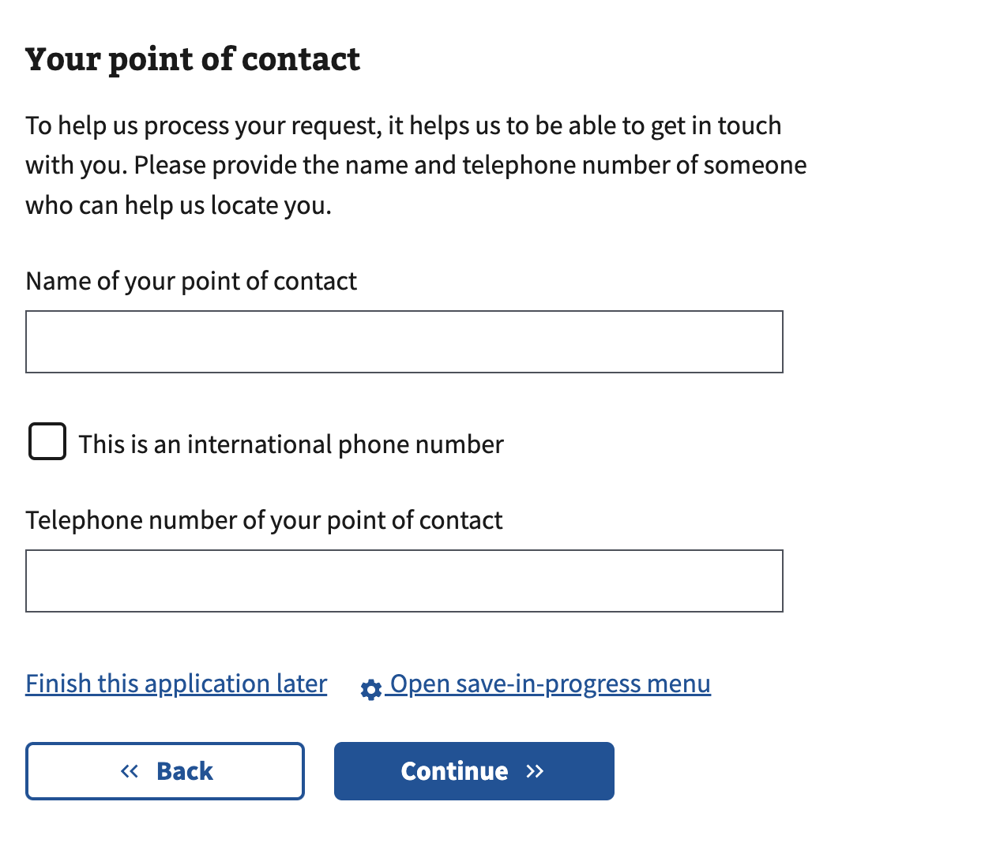 Your point of contact
To help us process your request, it helps us to be able to get in touch
with you. Please provide the name and telephone number of someone
who can help us locate you.
Name of your point of contact
This is an international phone number
Telephone number of your point of contact
Finish this application later Open save-in-progress menu
« Back Continue »